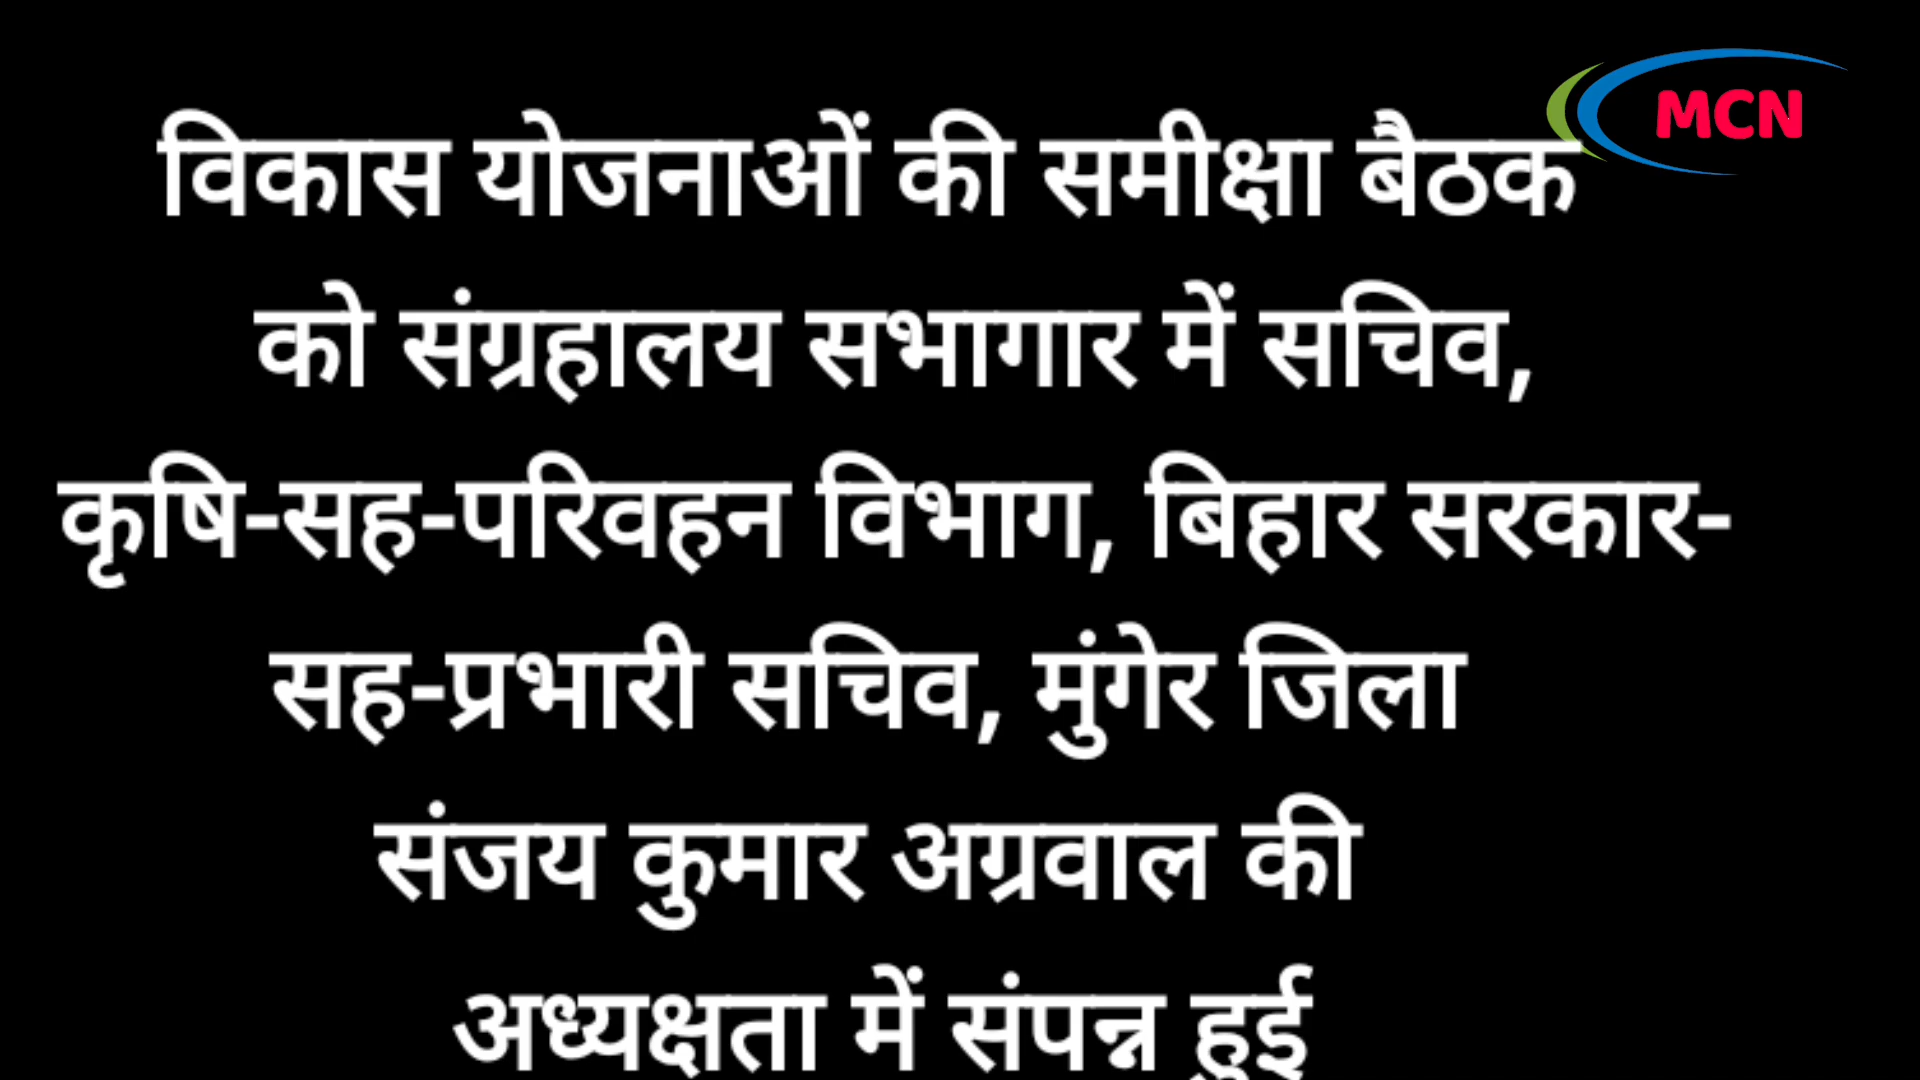 MCN
विकास योजनाओं की समीक्षा बैठक
को संग्रहालय सभागार में सचिव,
कृषि-सह-परिवहन विभाग, बिहार सरकार-
सह-प्रभारी सचिव, मुंगेर जिला
संजय कुमार अग्रवाल की
अध्यक्षता में संपन्न हुई